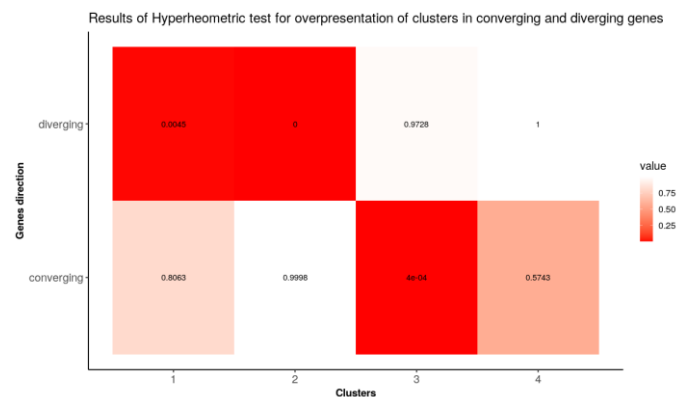 Results of Hyperheometric test for overpresentation of clusters in converging and diverging genes
diverging
0.0045
0
0.9728
1
converging
0.8063
0.9998
4e-04
0.5743
1
2
3
4
Clusters
Genes direction
value
0.75
0.50
0.25